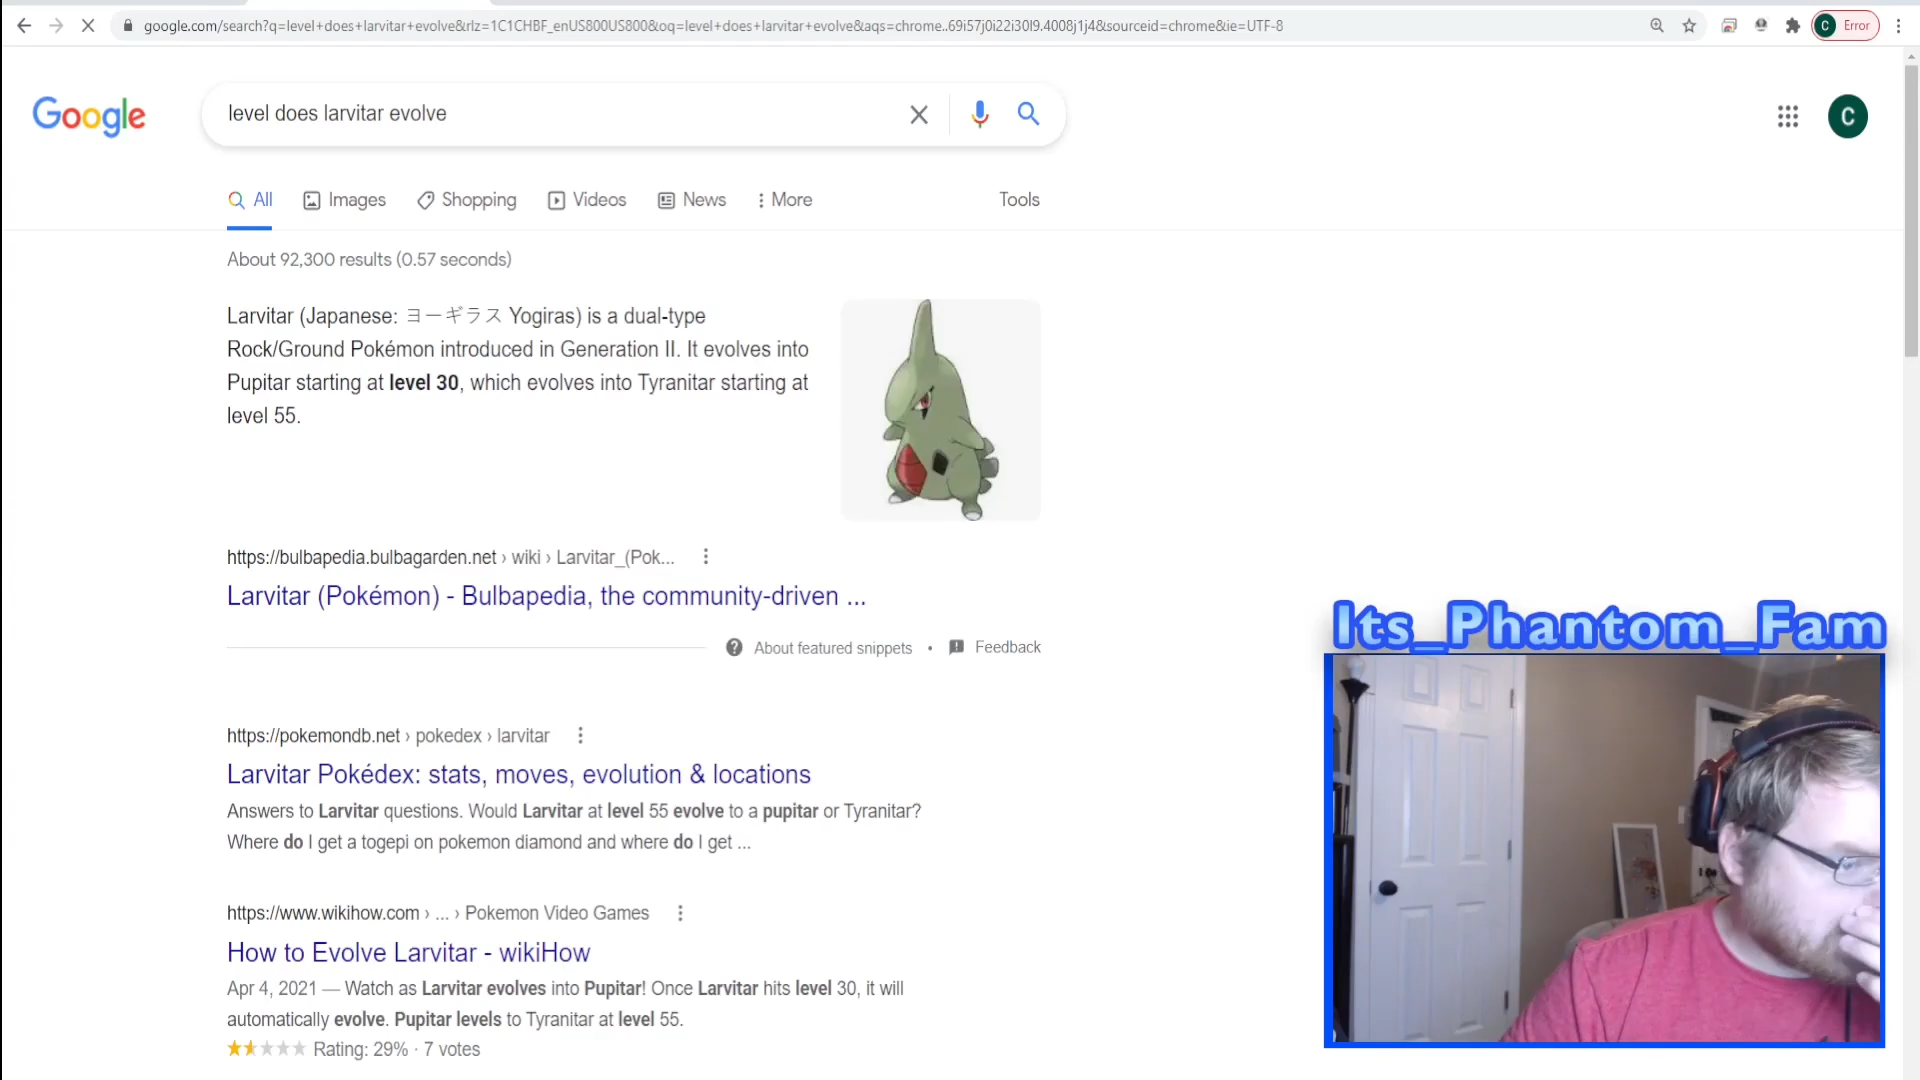 google.com/search?q=level+does+larvitar+evolve&rlz=1C1CHBF_enUS800US800&oq=level+does+larvitar+evolve&aqs=chrome..69i57j0i22i30l9.4008j1j4&sourceid=chrome&ie=UTF-8
C Error
Google
level does larvitar evolve
C
All Images Shopping Videos News More Tools
About 92,300 results (0.57 seconds)
Larvitar (Japanese: ヨーギラス Yogiras) is a dual-type
Rock/Ground Pokémon introduced in Generation II. It evolves into
Pupitar starting at level 30, which evolves into Tyranitar starting at
level 55.
https://bulbapedia.bulbagarden.net › wiki › Larvitar_(Pok...
Larvitar (Pokémon) - Bulbapedia, the community-driven ...
About featured snippets • Feedback
https://pokemondb.net › pokedex › larvitar
Larvitar Pokédex: stats, moves, evolution & locations
Answers to Larvitar questions. Would Larvitar at level 55 evolve to a pupitar or Tyranitar?
Where do I get a togepi on pokemon diamond and where do I get ...
https://www.wikihow.com › ... › Pokemon Video Games
How to Evolve Larvitar - wikiHow
Apr 4, 2021 — Watch as Larvitar evolves into Pupitar! Once Larvitar hits level 30, it will
automatically evolve. Pupitar levels to Tyranitar at level 55.
Rating: 29% · 7 votes
Its_Phantom_Fam